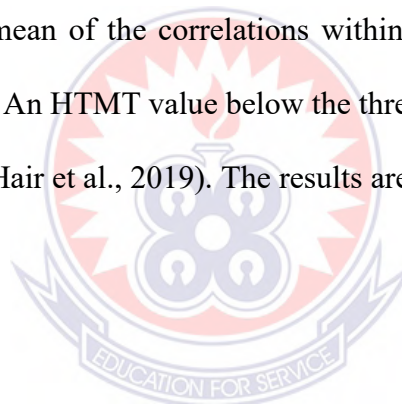 mean of the correlations within
An HTMT value below the thre
Hair et al., 2019). The results are
EDUCATION FOR SERVICE